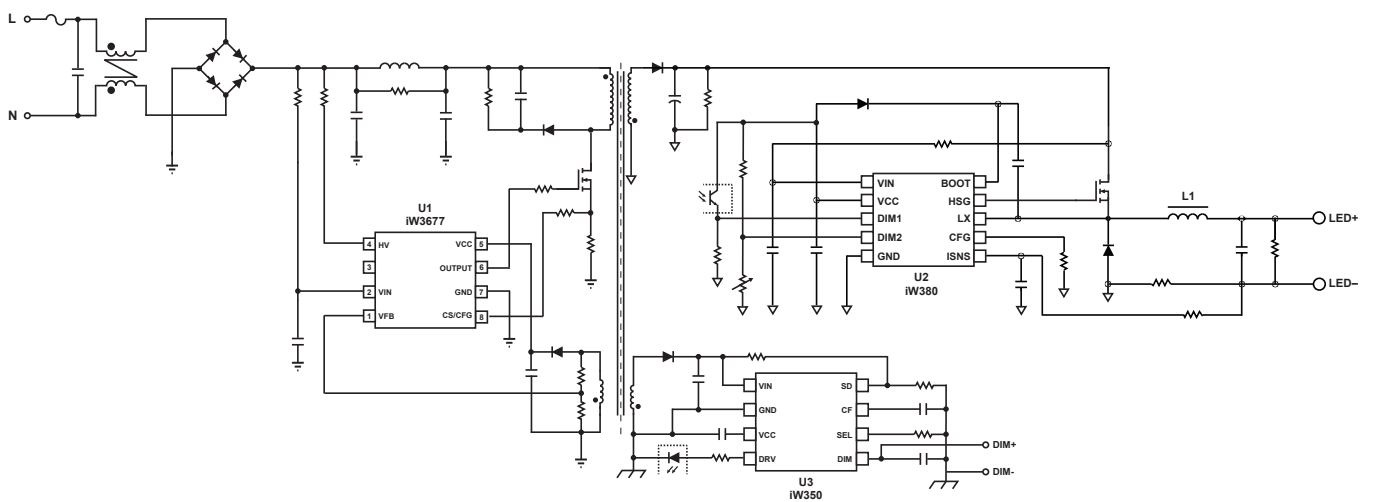 L
N
U1
iW3677
4 HV
3
2 VIN
1 VFB
VCC 5
OUTPUT 6
GND 7
CS/CFG 8
VIN
VCC
DIM1
DIM2
GND
BOOT
HSG
LX
CFG
ISNS
U2
iW380
L1
LED+
LED–
VIN
GND
VCC
DRV
SD
CF
SEL
DIM
U3
iW350
DIM+
DIM-